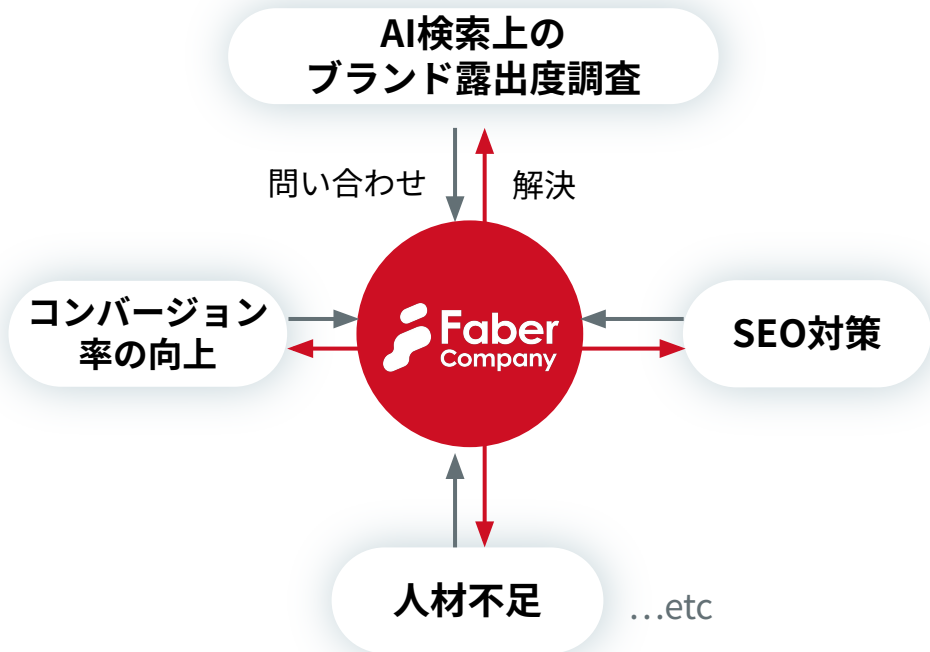 AI検索上の
ブランド露出度調査
問い合わせ
解決
コンバージョン
率の向上
Faber
Company
SEO対策
人材不足
…etc